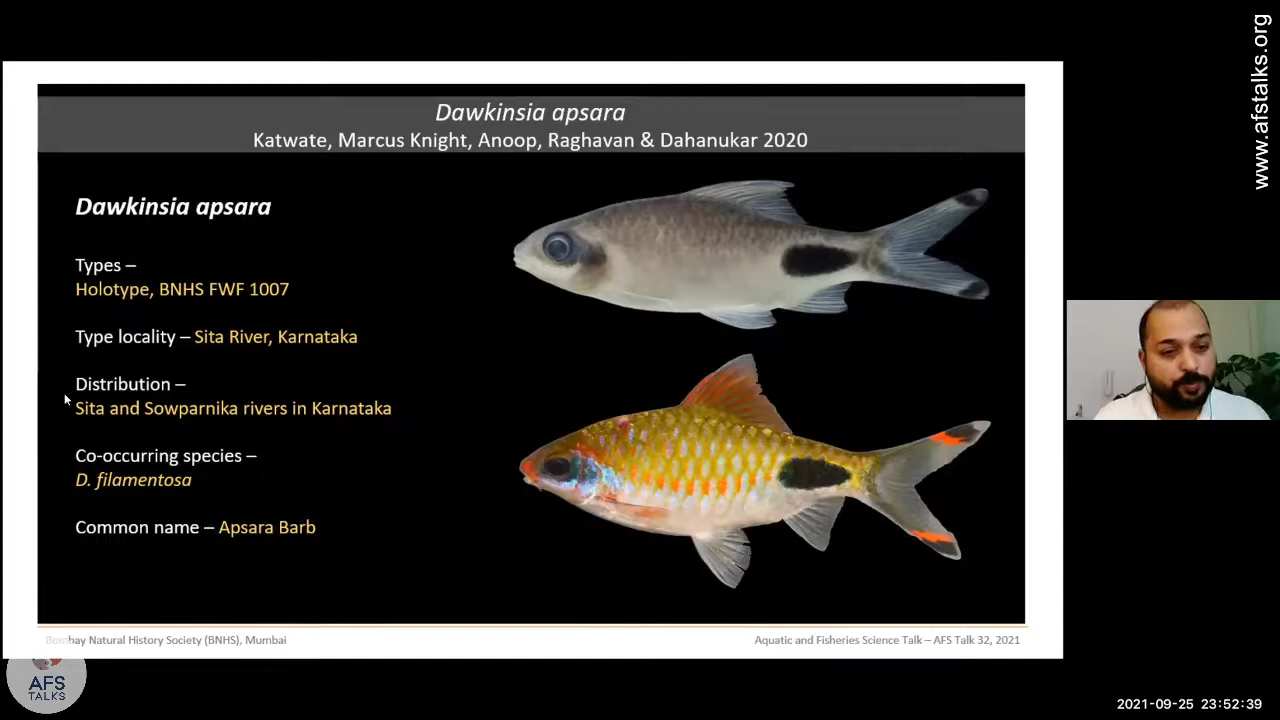 www.afstalks.org
Dawkinsia apsara
Katwate, Marcus Knight, Anoop, Raghavan & Dahanukar 2020
Dawkinsia apsara
Types –
Holotype, BNHS FWF 1007
Type locality – Sita River, Karnataka
Distribution –
Sita and Sowparnika rivers in Karnataka
Co-occurring species –
D. filamentosa
Common name – Apsara Barb
Bombay Natural History Society (BNHS), Mumbai
Aquatic and Fisheries Science Talk – AFS Talk 32, 2021
AFS
TALKS
2021-09-25 23:52:39